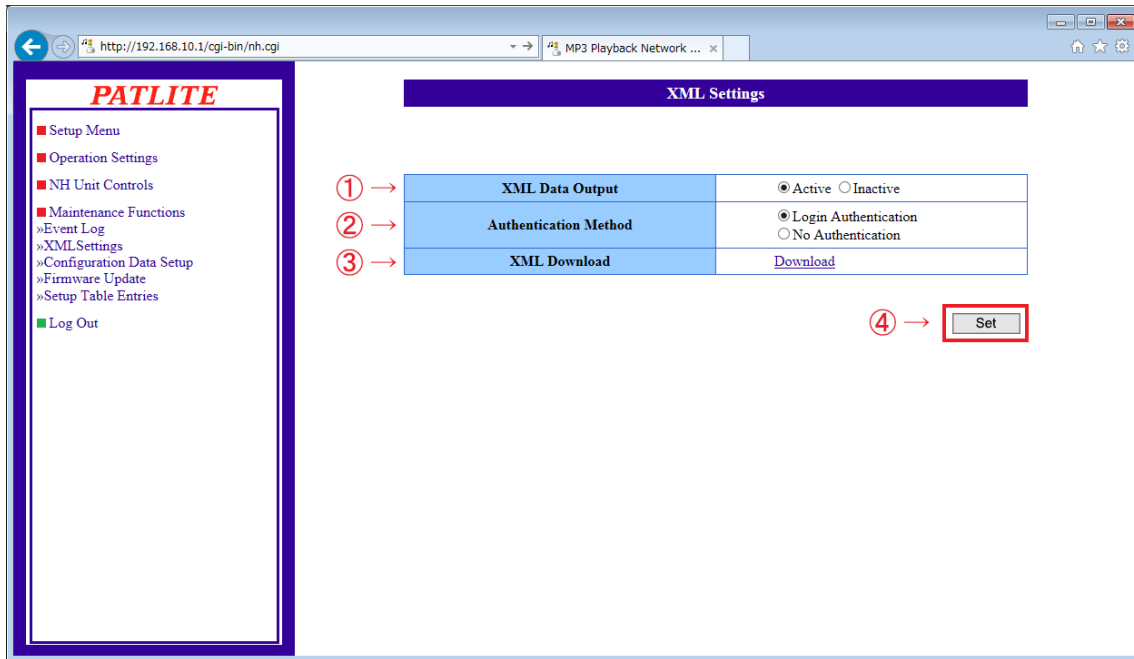 http://192.168.10.1/cgi-bin/nh.cgi
MP3 Playback Network ...
PATLITE
Setup Menu
Operation Settings
NH Unit Controls
Maintenance Functions
»Event Log
»XMLSettings
»Configuration Data Setup
»Firmware Update
»Setup Table Entries
Log Out
XML Settings
① → XML Data Output Active Inactive
② → Authentication Method Login Authentication
No Authentication
③ → XML Download Download
④ → Set